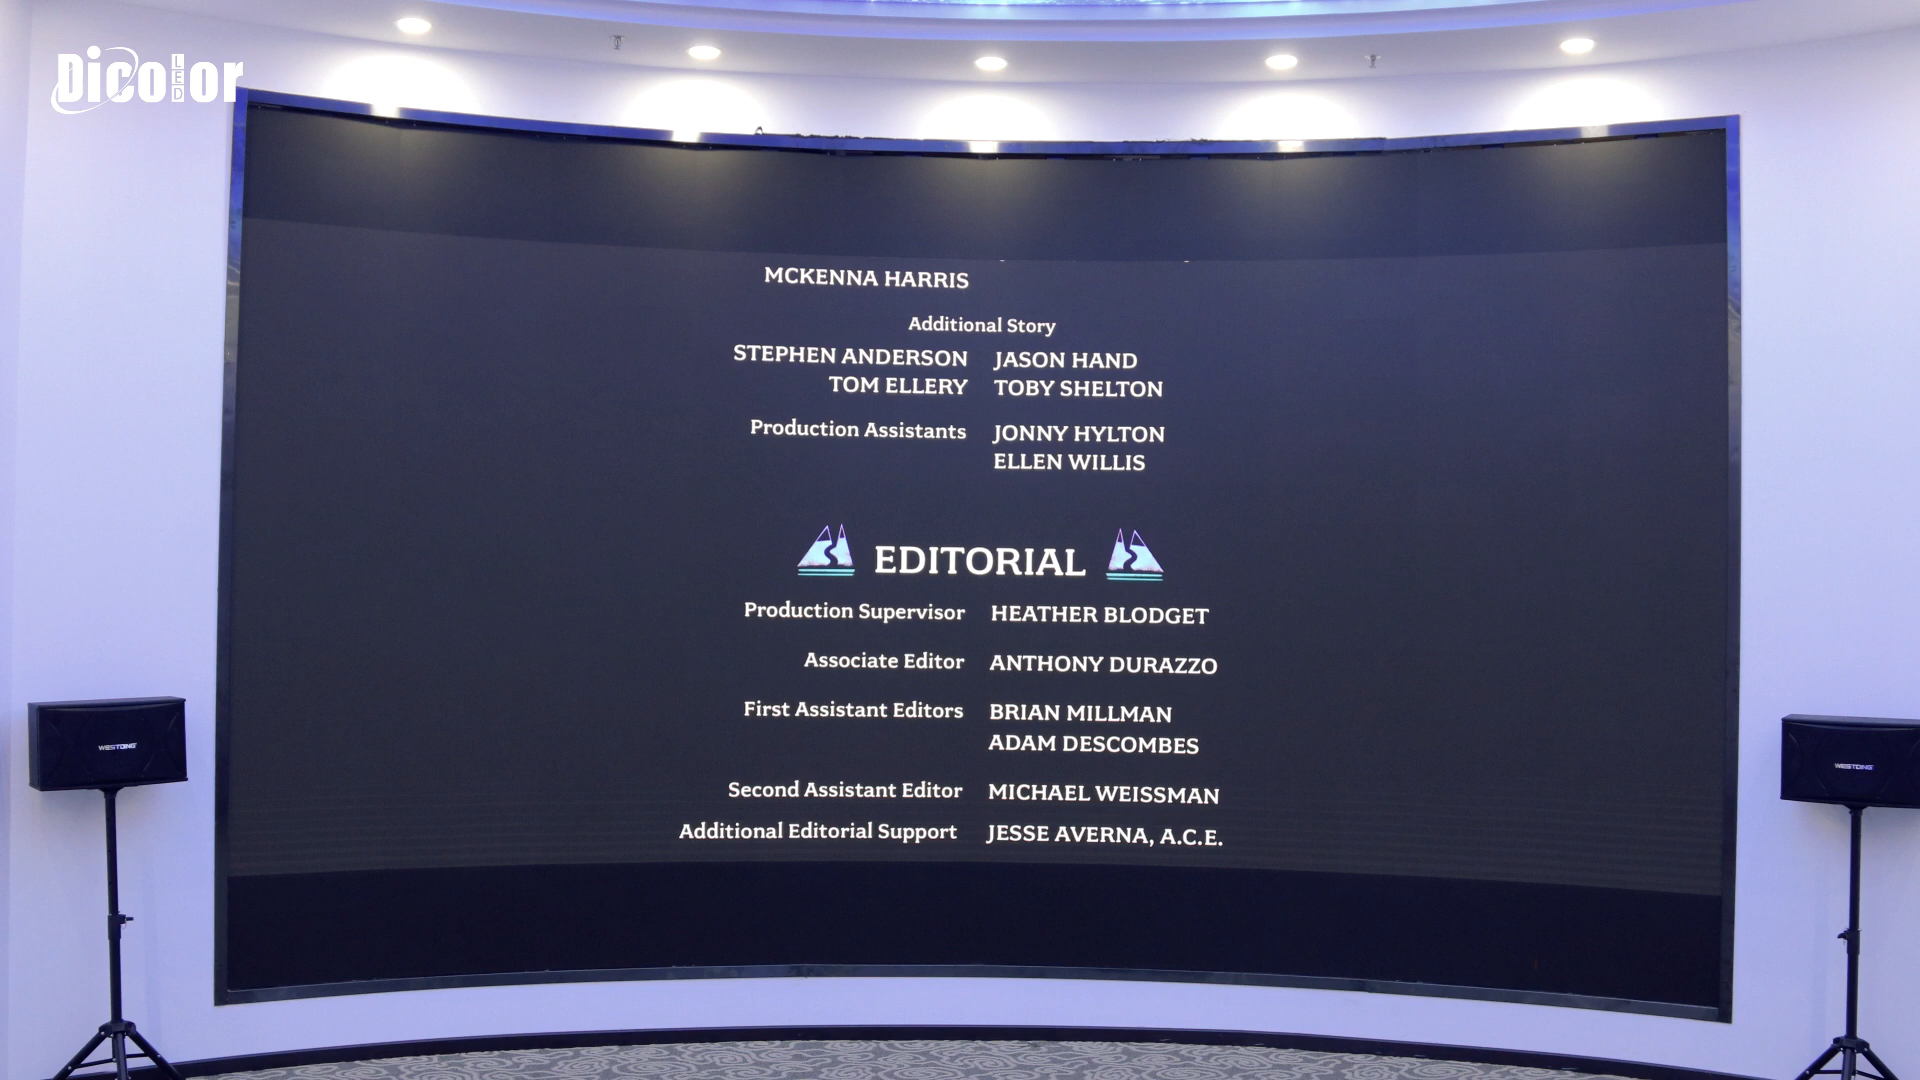 Dicolor LED
MCKENNA HARRIS
Additional Story
STEPHEN ANDERSON JASON HAND
TOM ELLERY TOBY SHELTON
Production Assistants JONNY HYLTON
ELLEN WILLIS
EDITORIAL
Production Supervisor HEATHER BLODGET
Associate Editor ANTHONY DURAZZO
First Assistant Editors BRIAN MILLMAN
ADAM DESCOMBES
Second Assistant Editor MICHAEL WEISSMAN
Additional Editorial Support JESSE AVERNA, A.C.E.
WESTDING
WESTDING